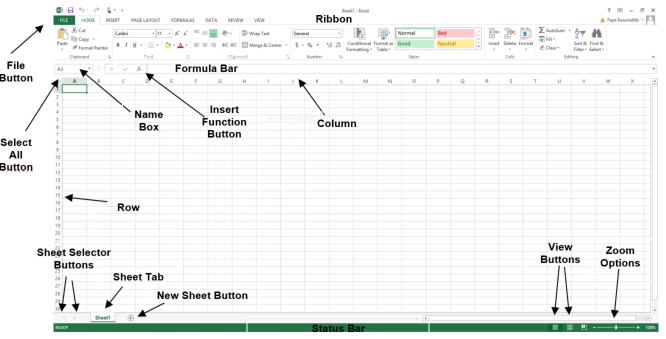 Book1 - Excel
FILE HOME INSERT PAGE LAYOUT FORMULAS DATA REVIEW VIEW
Ribbon
Cut
Copy
Format Painter
Paste
Calibri 11
B I U
Wrap Text
Merge & Center
General
$ % ,
Conditional Formatting
Format as Table
Normal Bad
Good Neutral
Insert Delete Format
AutoSum
Fill
Clear
Sort & Filter
Find & Select
Clipboard Font Alignment Number Styles Cells Editing
File Button
A1
fx
Formula Bar
A B C D E F G H I J K L M N O P Q R S T U V W X
Name Box
Insert Function Button
Column
Select All Button
Row
Sheet Selector Buttons
Sheet Tab
New Sheet Button
View Buttons
Zoom Options
Sheet1
READY
Status Bar
100%